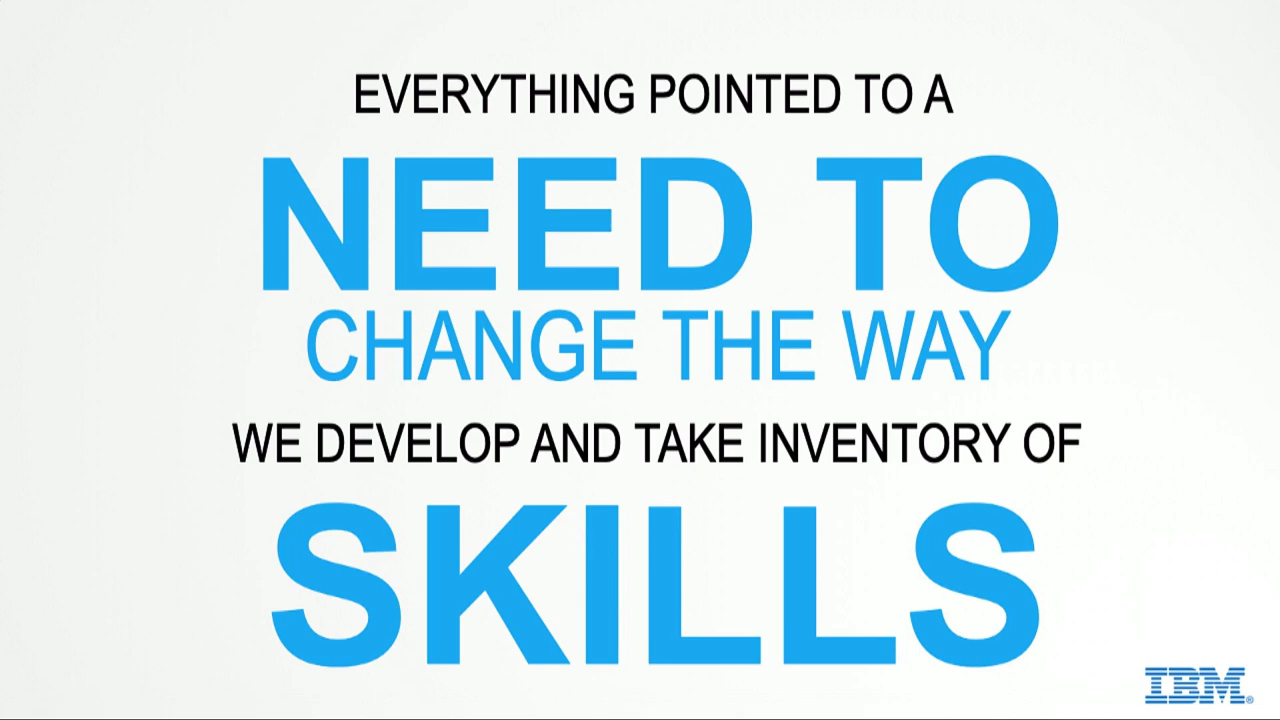 EVERYTHING POINTED TO A
NEED TO
CHANGE THE WAY
WE DEVELOP AND TAKE INVENTORY OF
SKILLS
IBM®